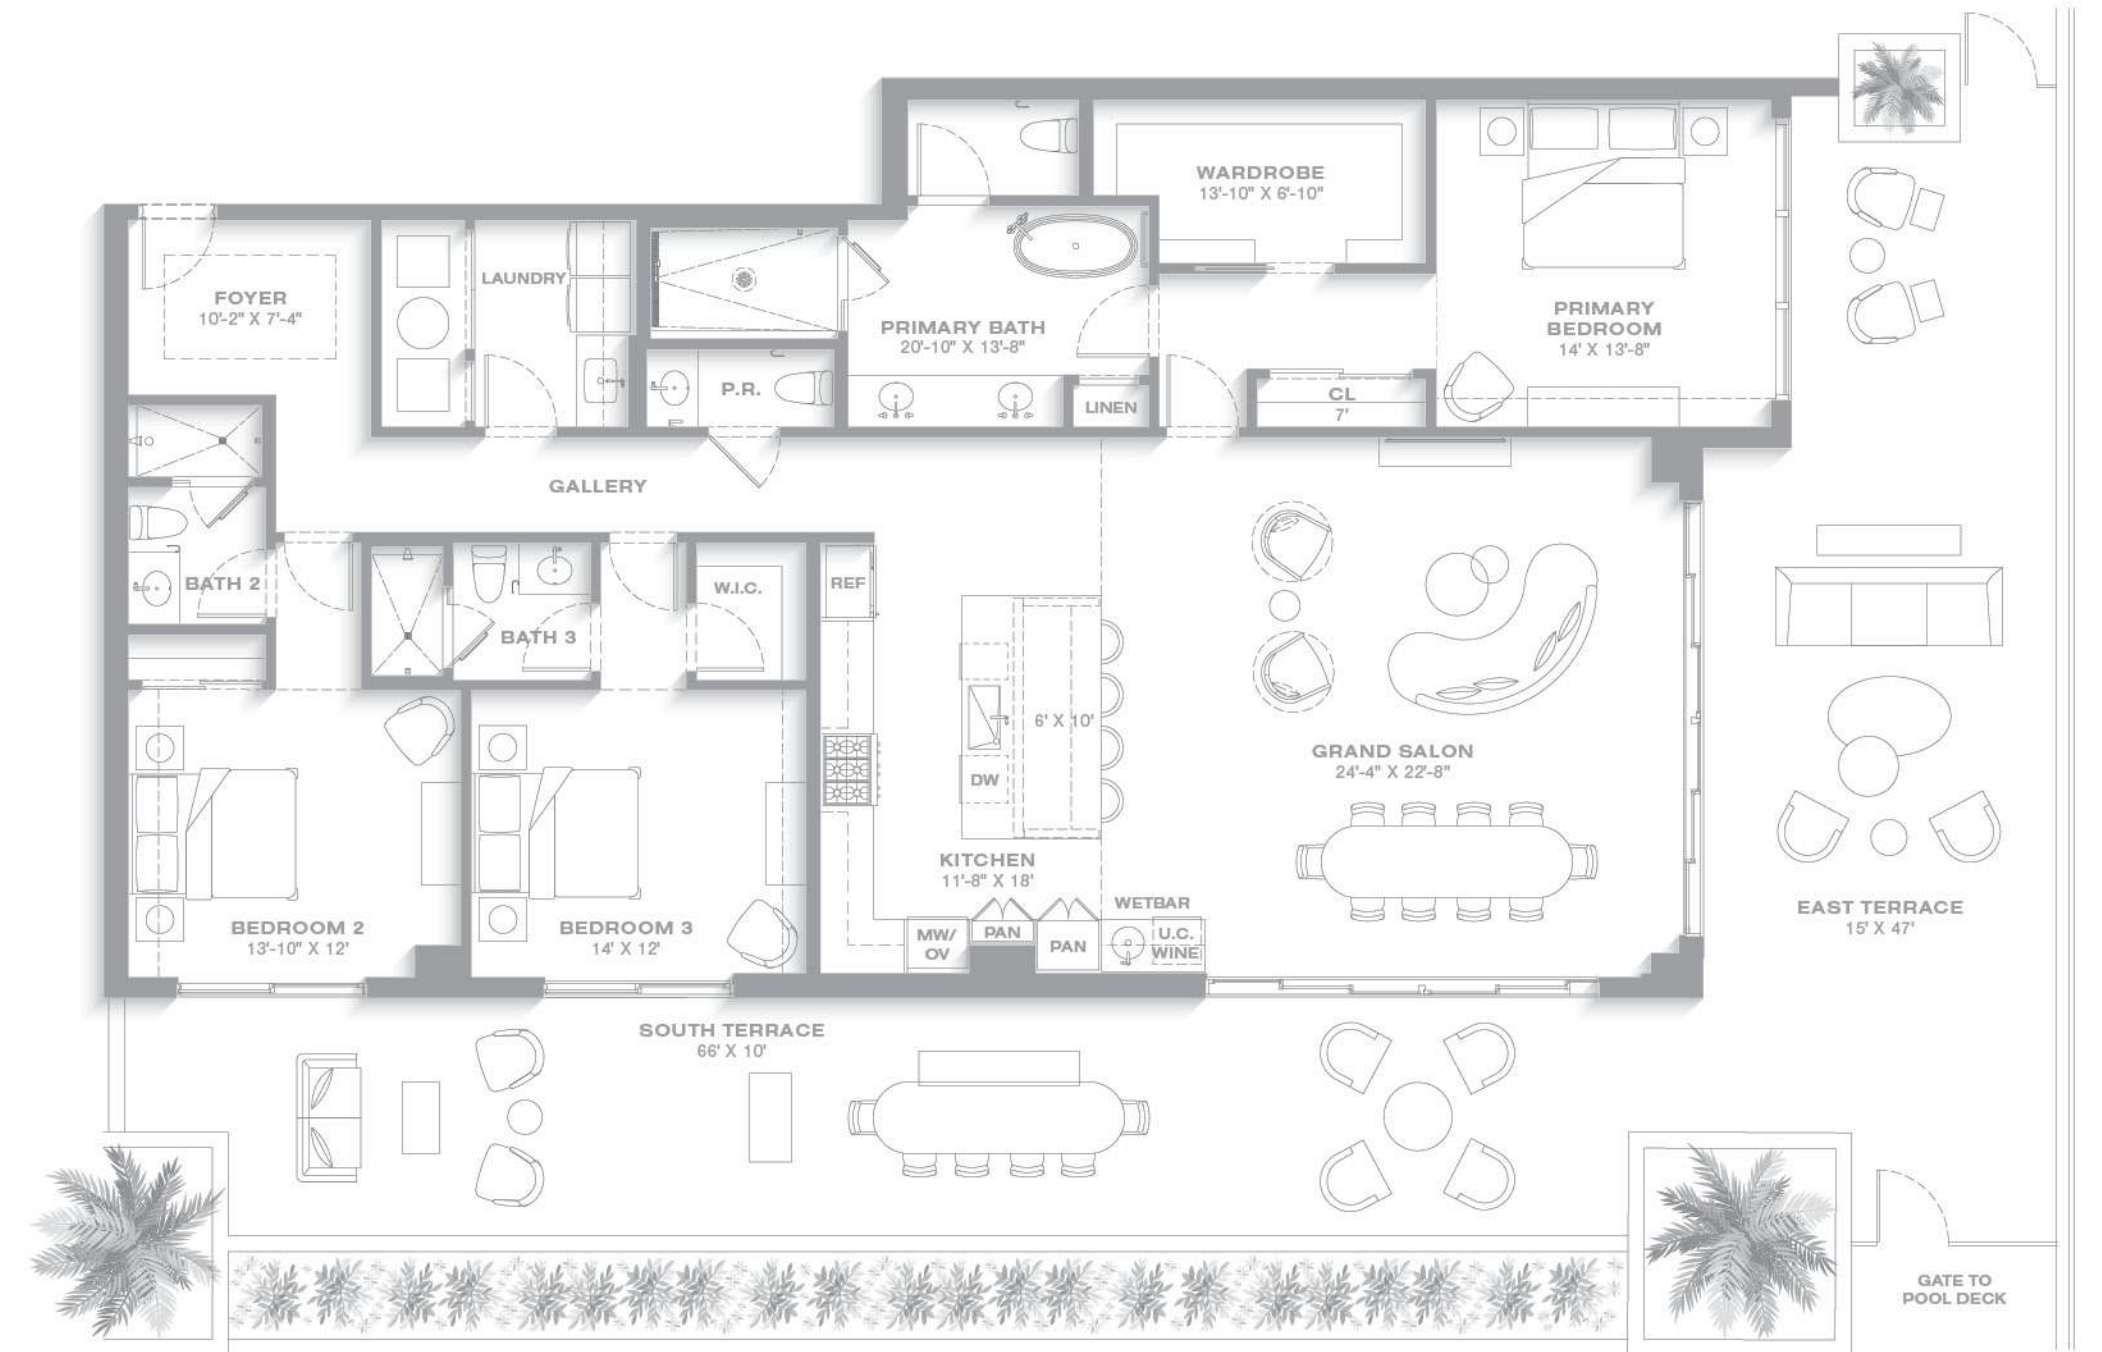 WARDROBE
13'-10" X 6'-10"
FOYER
10'-2" X 7'-4"
LAUNDRY
PRIMARY BATH
20'-10" X 13'-8"
PRIMARY
BEDROOM
14' X 13'-8"
P.R.
LINEN
CL
7'
GALLERY
BATH 2
BATH 3
W.I.C.
REF
6' X 10'
DW
GRAND SALON
24'-4" X 22'-8"
KITCHEN
11'-8" X 18'
WETBAR
BEDROOM 2
13'-10" X 12'
BEDROOM 3
14' X 12'
MW/
OV
PAN
PAN
U.C.
WINE
EAST TERRACE
15' X 47'
SOUTH TERRACE
66' X 10'
GATE TO
POOL DECK